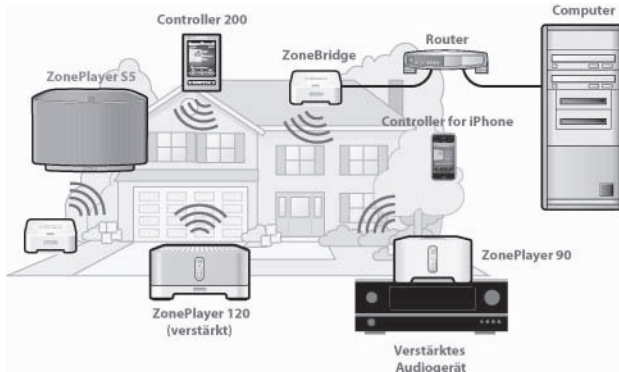 Controller 200
Computer
ZoneBridge
Router
ZonePlayer S5
Controller for iPhone
ZonePlayer 90
ZonePlayer 120
(verstärkt)
Verstärktes
Audiogerät